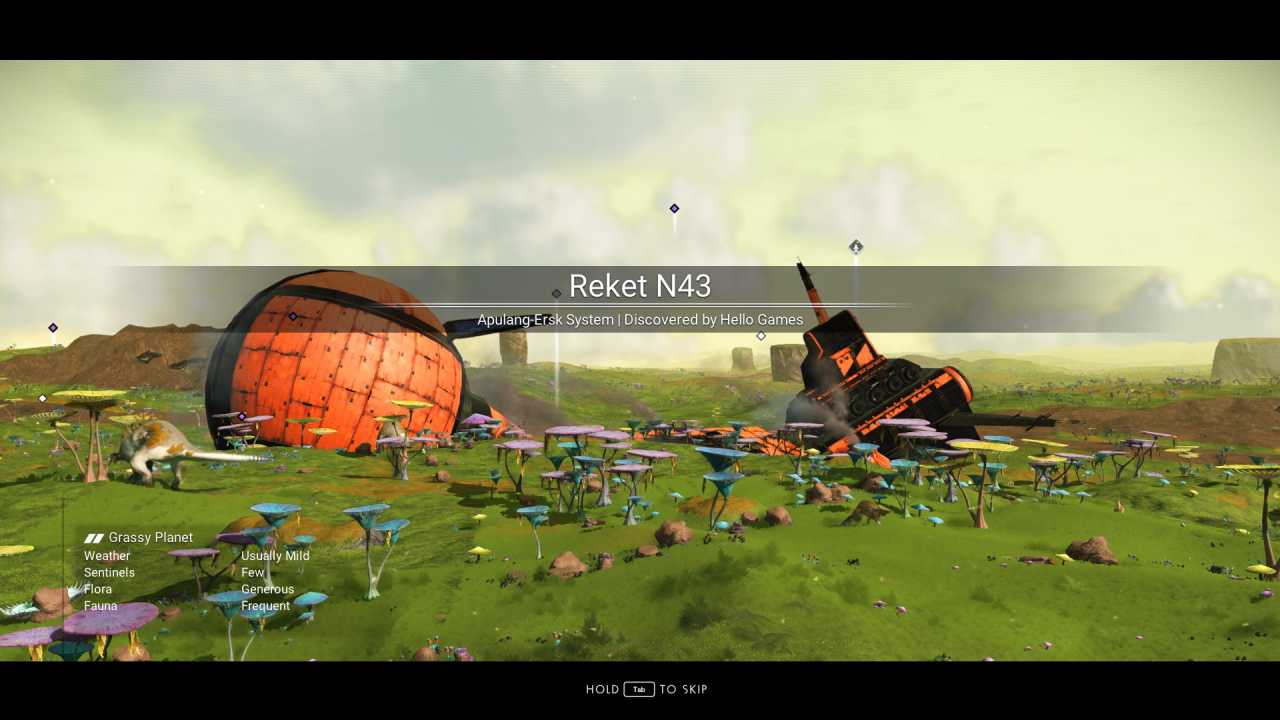 Reket N43
Apulang-Ersk System | Discovered by Hello Games
Grassy Planet
Weather Usually Mild
Sentinels Few
Flora Generous
Fauna Frequent
HOLD Tab TO SKIP